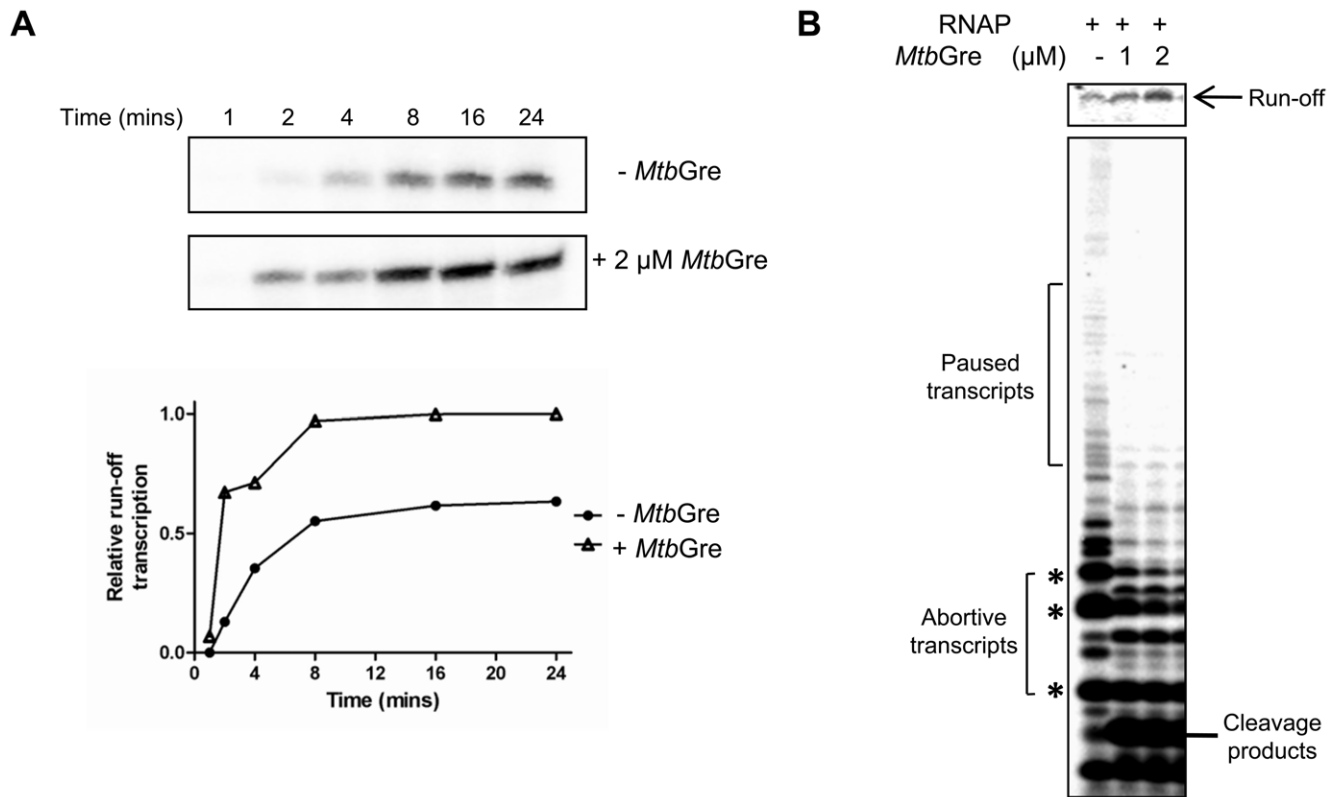 A
Time (mins) 1 2 4 8 16 24
- MtbGre
+ 2 µM MtbGre
Relative run-off
transcription
1.0
0.5
0.0
0 4 8 12 16 20 24
Time (mins)
- MtbGre
+ MtbGre
B
RNAP + + +
MtbGre (µM) - 1 2
Run-off
Paused
transcripts
Abortive
transcripts
*
*
*
Cleavage
products